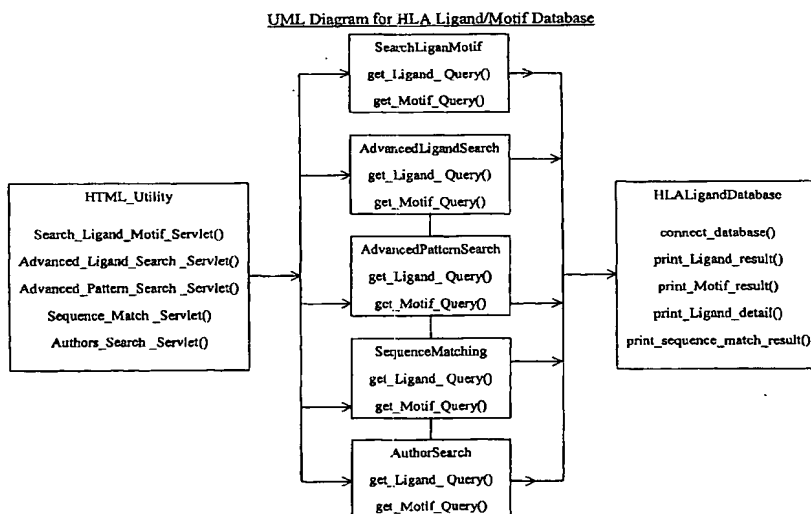 UML Diagram for HLA Ligand/Motif Database
SearchLiganMotif
get_Ligand_ Query()
get_Motif_Query()
AdvancedLigandSearch
get_Ligand_ Query()
get_Motif_Query()
HTML_Utility
Search_Ligand_Motif_Servlet()
Advanced_Ligand_Search _Servlet()
Advanced_Pattern_Search _Servlet()
Sequence_Match _Servlet()
Authors_Search _Servlet()
AdvancedPatternSearch
get_Ligand_ Query()
get_Motif_Query()
SequenceMatching
get_Ligand_ Query()
get_Motif_Query()
AuthorSearch
get_Ligand_ Query()
get_Motif_Query()
HLALigandDatabase
connect_database()
print_Ligand_result()
print_Motif_result()
print_Ligand_detail()
print_sequence_match_result()